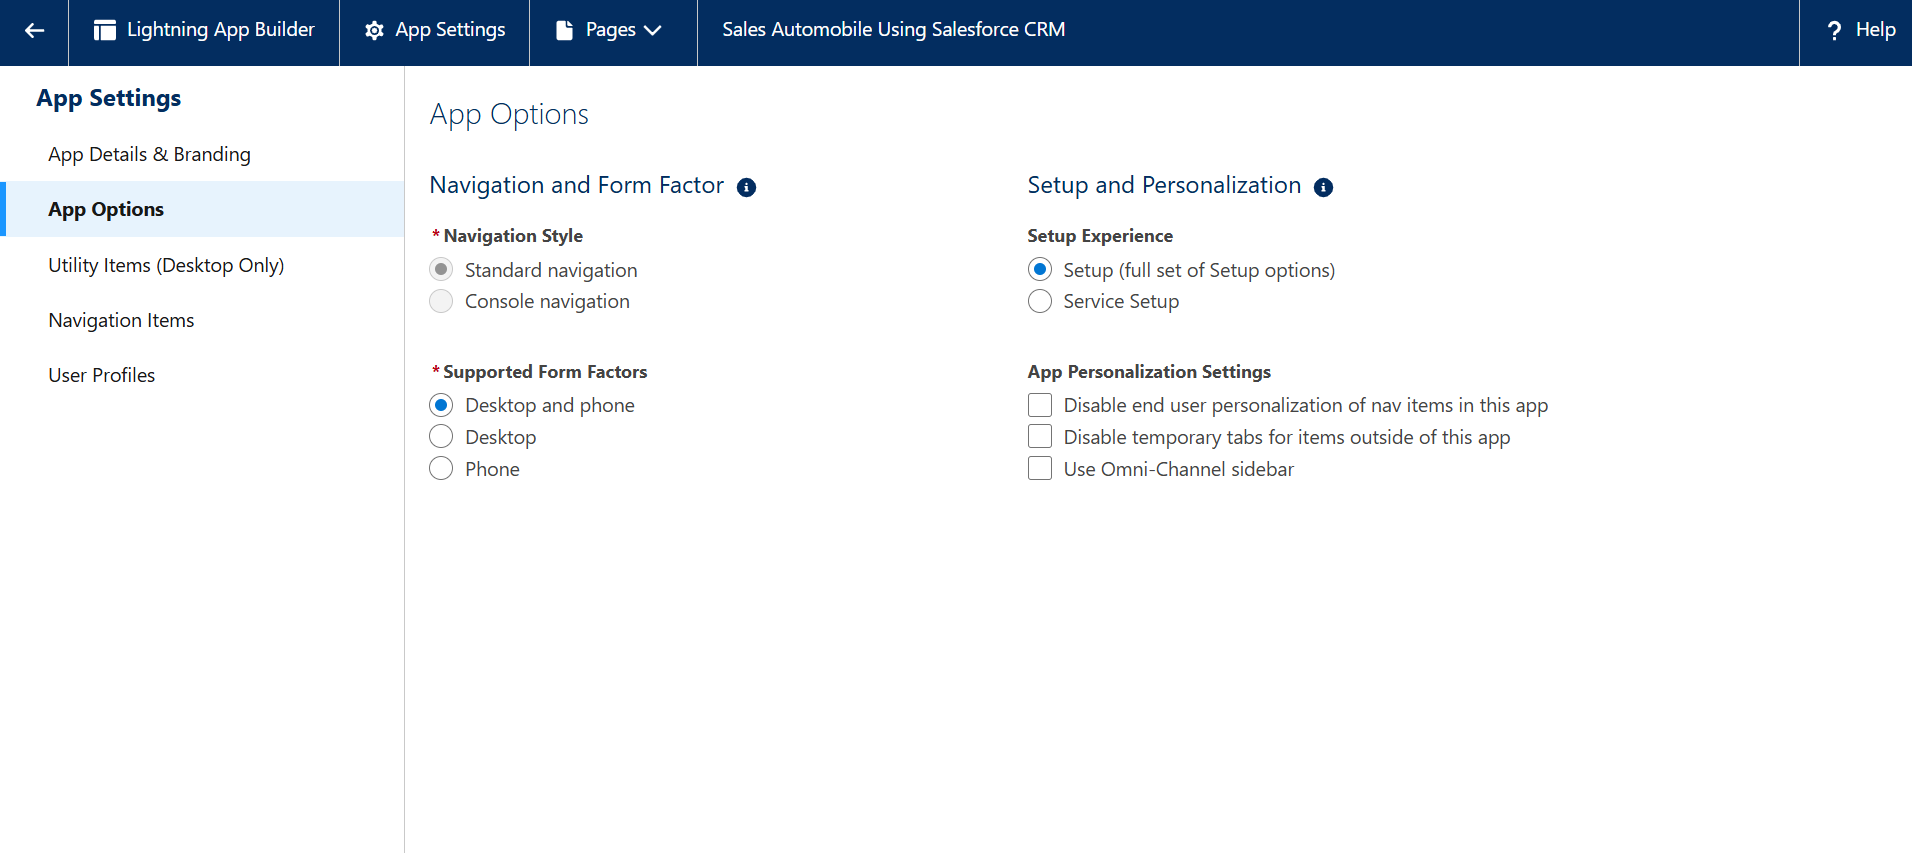 Lightning App Builder
App Settings
Pages
Sales Automobile Using Salesforce CRM
? Help
App Settings
App Details & Branding
App Options
Utility Items (Desktop Only)
Navigation Items
User Profiles
App Options
Navigation and Form Factor
* Navigation Style
Standard navigation
Console navigation
* Supported Form Factors
Desktop and phone
Desktop
Phone
Setup and Personalization
Setup Experience
Setup (full set of Setup options)
Service Setup
App Personalization Settings
Disable end user personalization of nav items in this app
Disable temporary tabs for items outside of this app
Use Omni-Channel sidebar